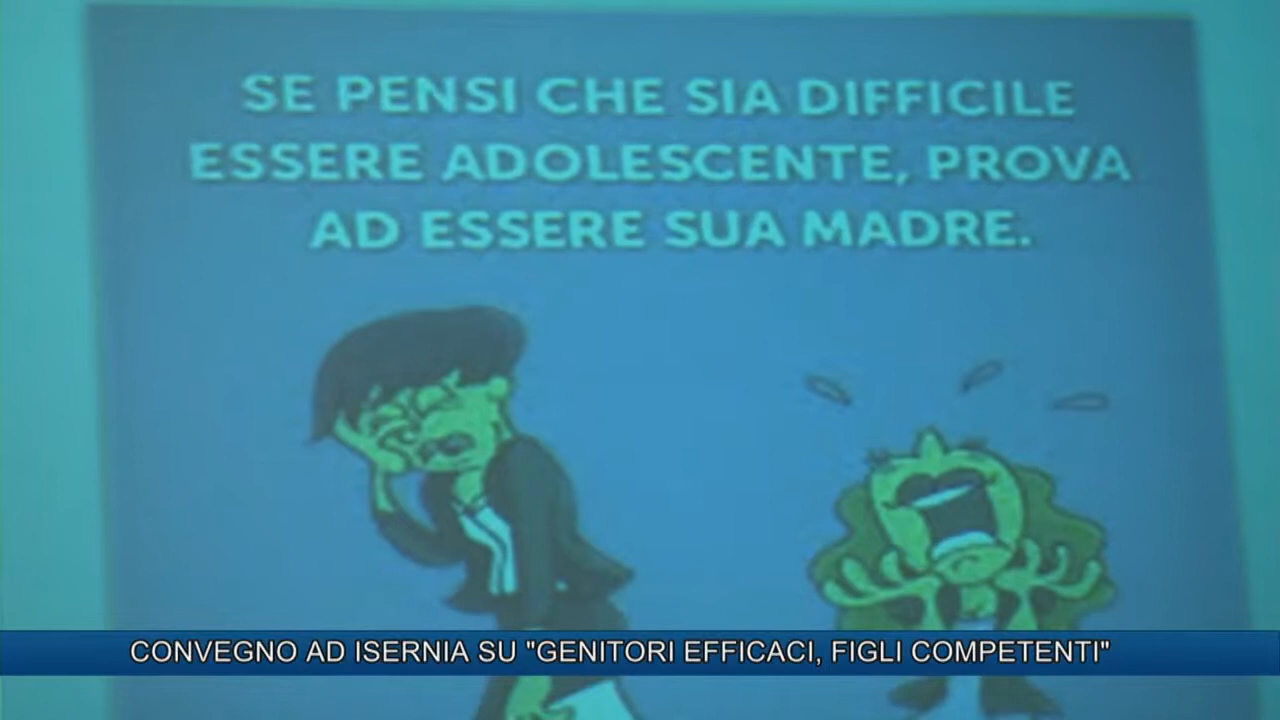 SE PENSI CHE SIA DIFFICILE
ESSERE ADOLESCENTE, PROVA
AD ESSERE SUA MADRE.
CONVEGNO AD ISERNIA SU "GENITORI EFFICACI, FIGLI COMPETENTI"